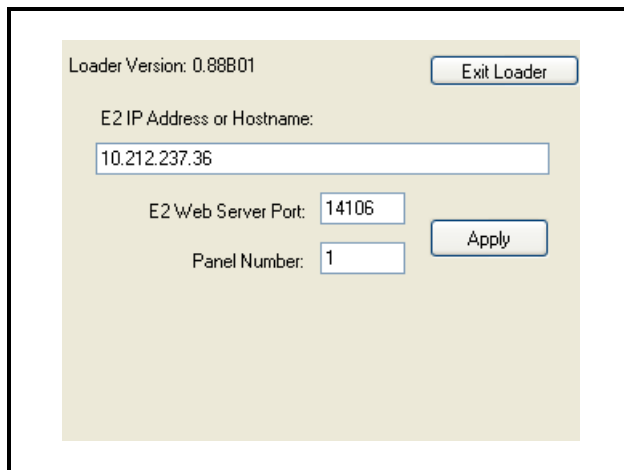 Loader Version: 0.88B01
Exit Loader
E2 IP Address or Hostname:
10.212.237.36
E2 Web Server Port: 14106
Apply
Panel Number: 1